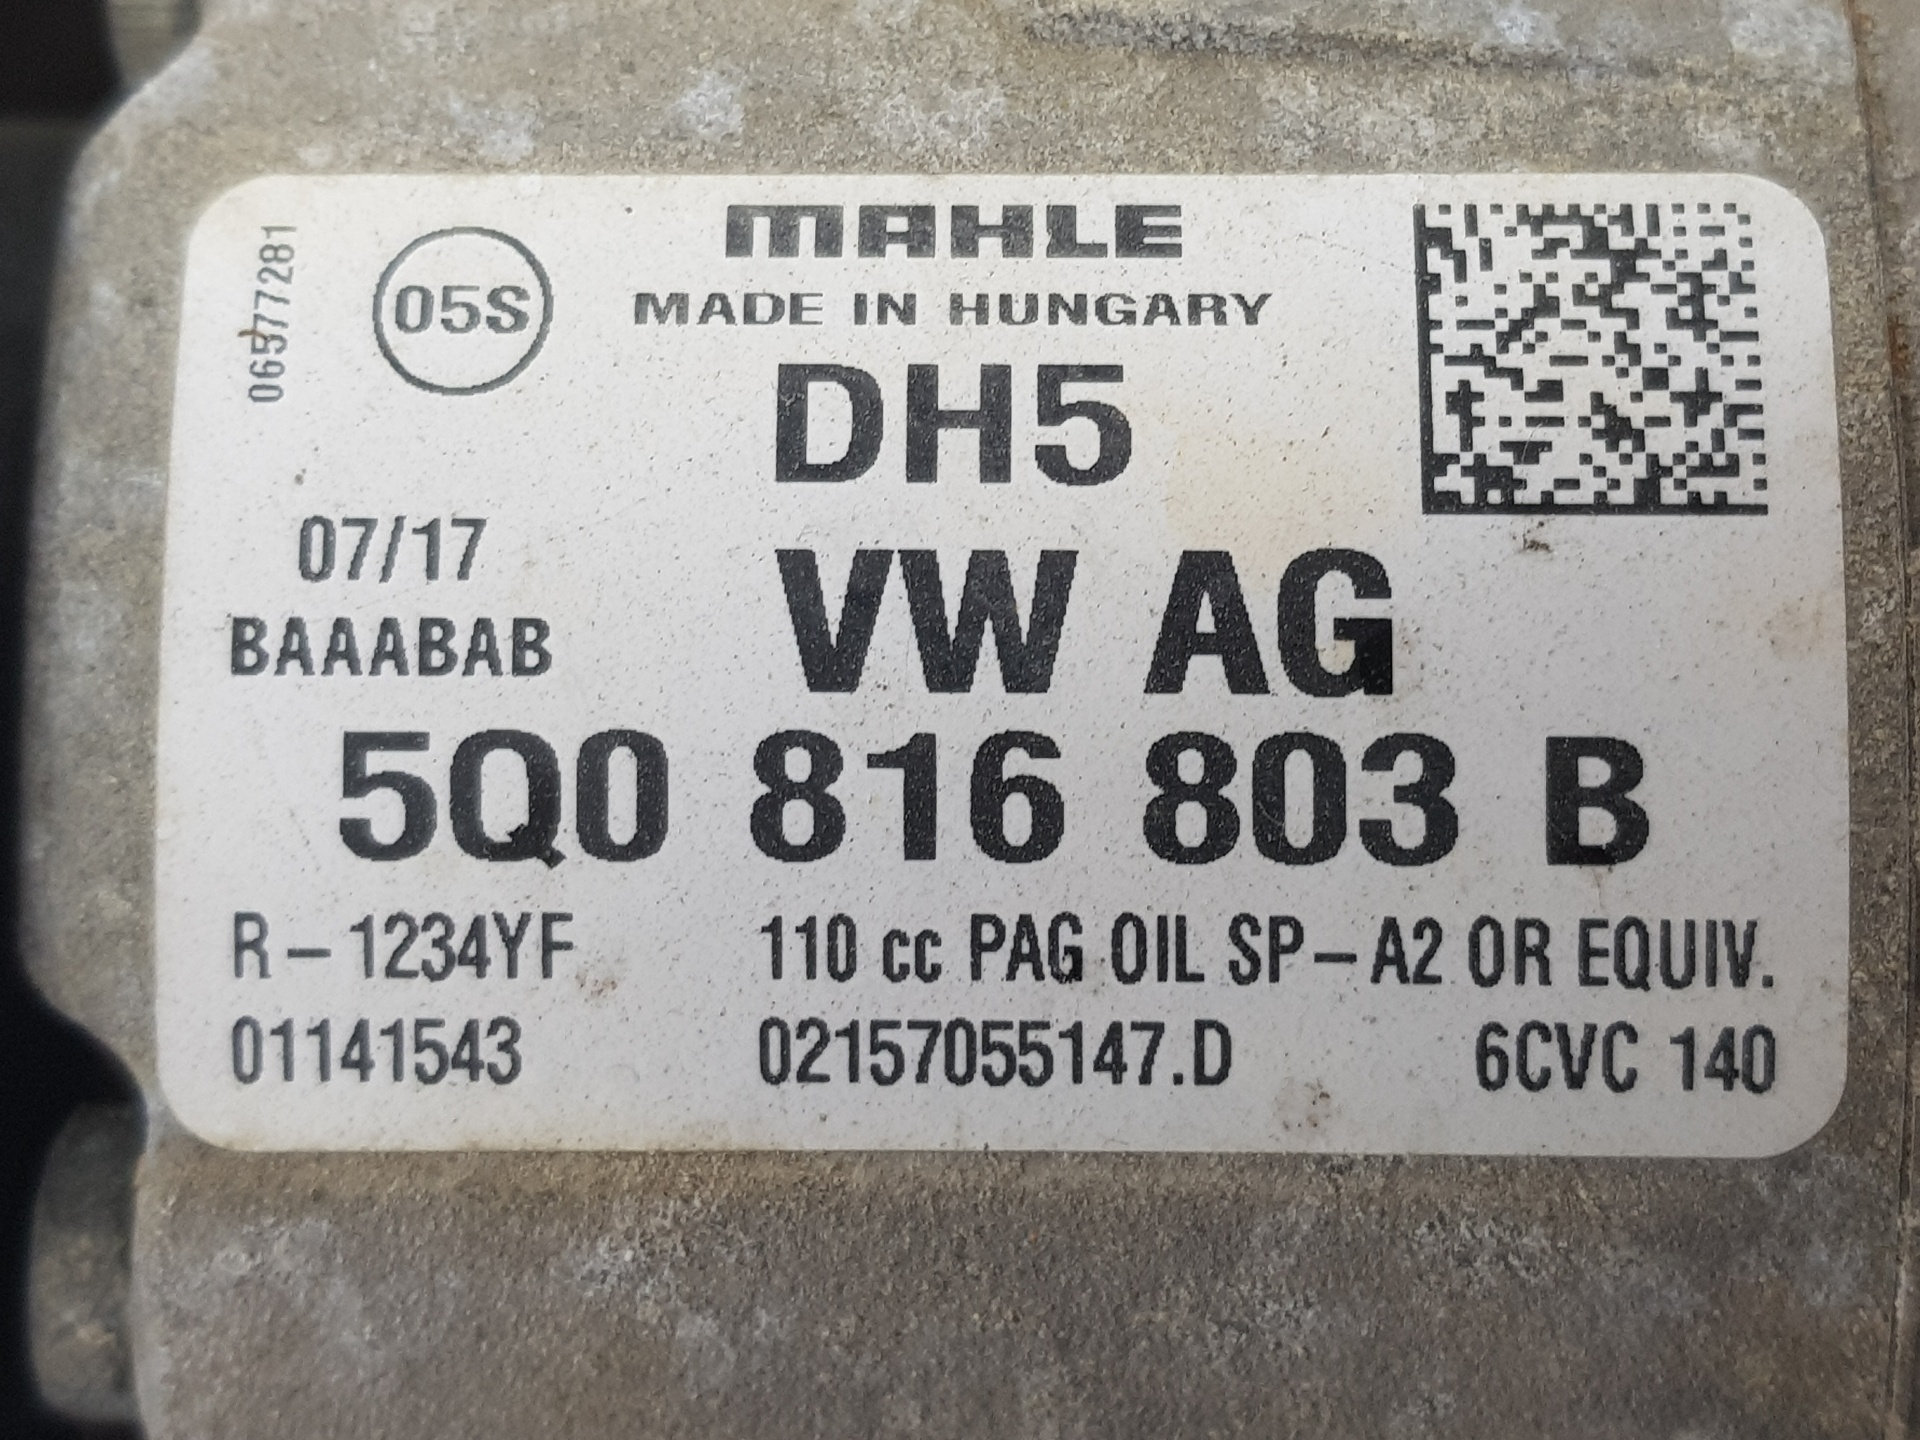 MAHLE
MADE IN HUNGARY
06577281
05S
DH5
07/17
BAAABAB
VW AG
5Q0 816 803 B
R-1234YF 110 cc PAG OIL SP-A2 OR EQUIV.
01141543 02157055147.D 6CVC 140